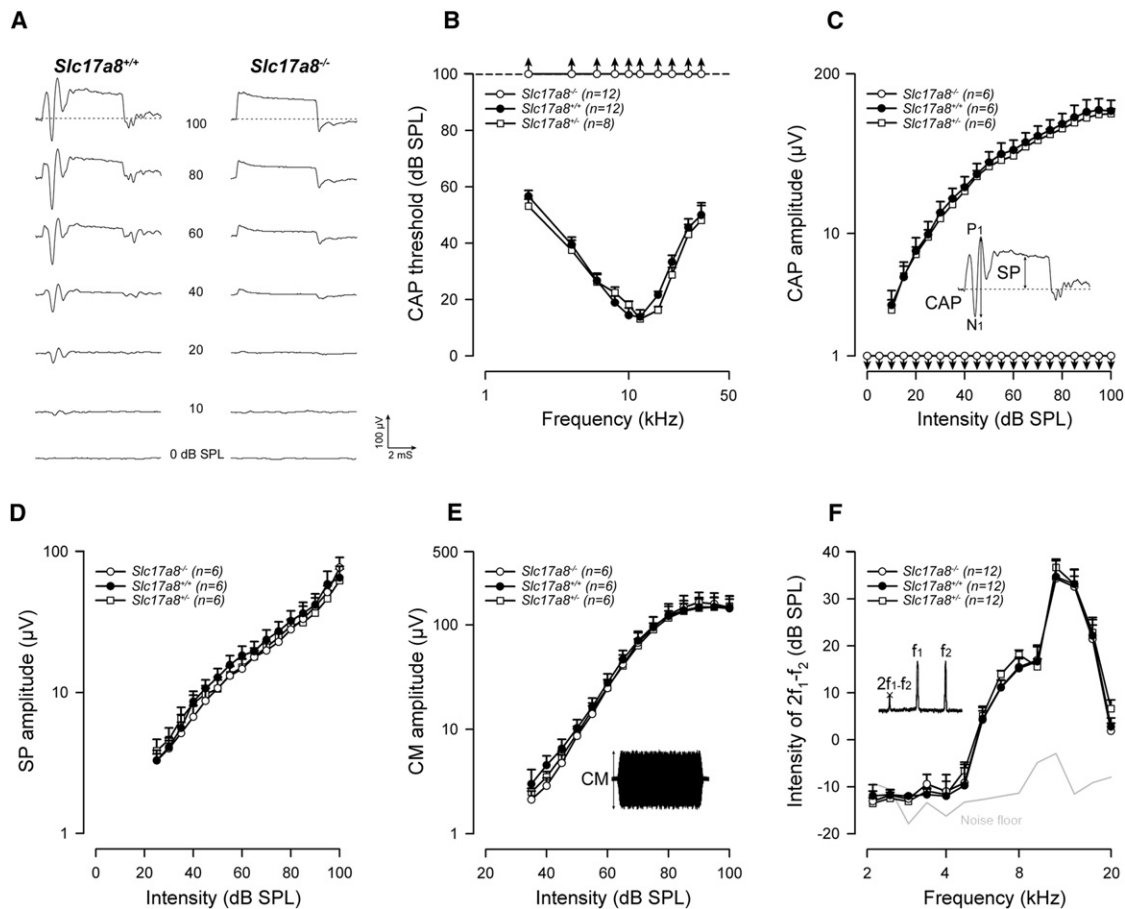 A
Slc17a8+/+
Slc17a8-/-
100
80
60
40
20
10
0 dB SPL
100 µV
2 mS
B
CAP threshold (dB SPL)
100
80
60
40
20
0
Slc17a8-/- (n=12)
Slc17a8+/+ (n=12)
Slc17a8+/- (n=8)
1
10
50
Frequency (kHz)
C
CAP amplitude (µV)
200
10
1
Slc17a8-/- (n=6)
Slc17a8+/+ (n=6)
Slc17a8+/- (n=6)
P1
SP
CAP
N1
0 20 40 60 80 100
Intensity (dB SPL)
D
SP amplitude (µV)
100
10
1
Slc17a8-/- (n=6)
Slc17a8+/+ (n=6)
Slc17a8+/- (n=6)
0 20 40 60 80 100
Intensity (dB SPL)
E
CM amplitude (µV)
500
100
10
1
Slc17a8-/- (n=6)
Slc17a8+/+ (n=6)
Slc17a8+/- (n=6)
CM
20 40 60 80 100
Intensity (dB SPL)
F
Intensity of 2f1-f2 (dB SPL)
40
30
20
10
0
-10
-20
Slc17a8-/- (n=12)
Slc17a8+/+ (n=12)
Slc17a8+/- (n=12)
f1
f2
2f1-f2
Noise floor
2 4 8 20
Frequency (kHz)